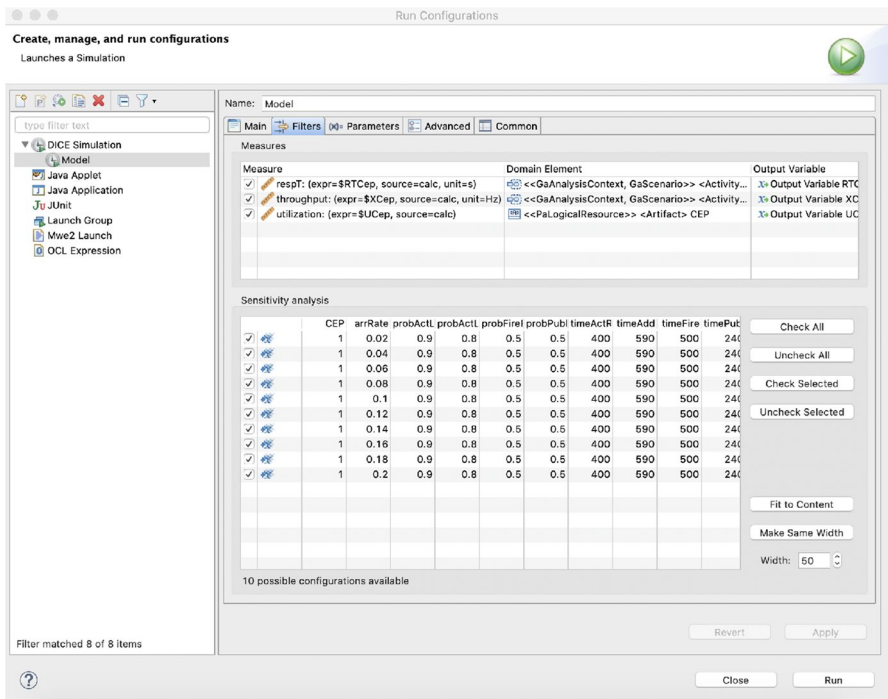 Run Configurations
Create, manage, and run configurations
Launches a Simulation
type filter text
DICE Simulation
Model
Java Applet
Java Application
JUnit
Launch Group
Mwe2 Launch
OCL Expression
Filter matched 8 of 8 items
Name: Model
Main Filters (x)= Parameters Advanced Common
Measures
Measure Domain Element Output Variable
respT: (expr=$RTCep, source=calc, unit=s) <<GaAnalysisContext, GaScenario>> <Activity... X+ Output Variable RTC
throughput: (expr=$XCep, source=calc, unit=Hz) <<GaAnalysisContext, GaScenario>> <Activity... X+ Output Variable XC
utilization: (expr=$UCep, source=calc) <<PaLogicalResource>> <Artifact> CEP X+ Output Variable UC
Sensitivity analysis
CEP arrRate probActL probActL probFireI probPubl timeActR timeAdd timeFire timePub
1 0.02 0.9 0.8 0.5 0.5 400 590 500 240
1 0.04 0.9 0.8 0.5 0.5 400 590 500 240
1 0.06 0.9 0.8 0.5 0.5 400 590 500 240
1 0.08 0.9 0.8 0.5 0.5 400 590 500 240
1 0.1 0.9 0.8 0.5 0.5 400 590 500 240
1 0.12 0.9 0.8 0.5 0.5 400 590 500 240
1 0.14 0.9 0.8 0.5 0.5 400 590 500 240
1 0.16 0.9 0.8 0.5 0.5 400 590 500 240
1 0.18 0.9 0.8 0.5 0.5 400 590 500 240
1 0.2 0.9 0.8 0.5 0.5 400 590 500 240
Check All
Uncheck All
Check Selected
Uncheck Selected
Fit to Content
Make Same Width
Width: 50
10 possible configurations available
Revert Apply
Close Run